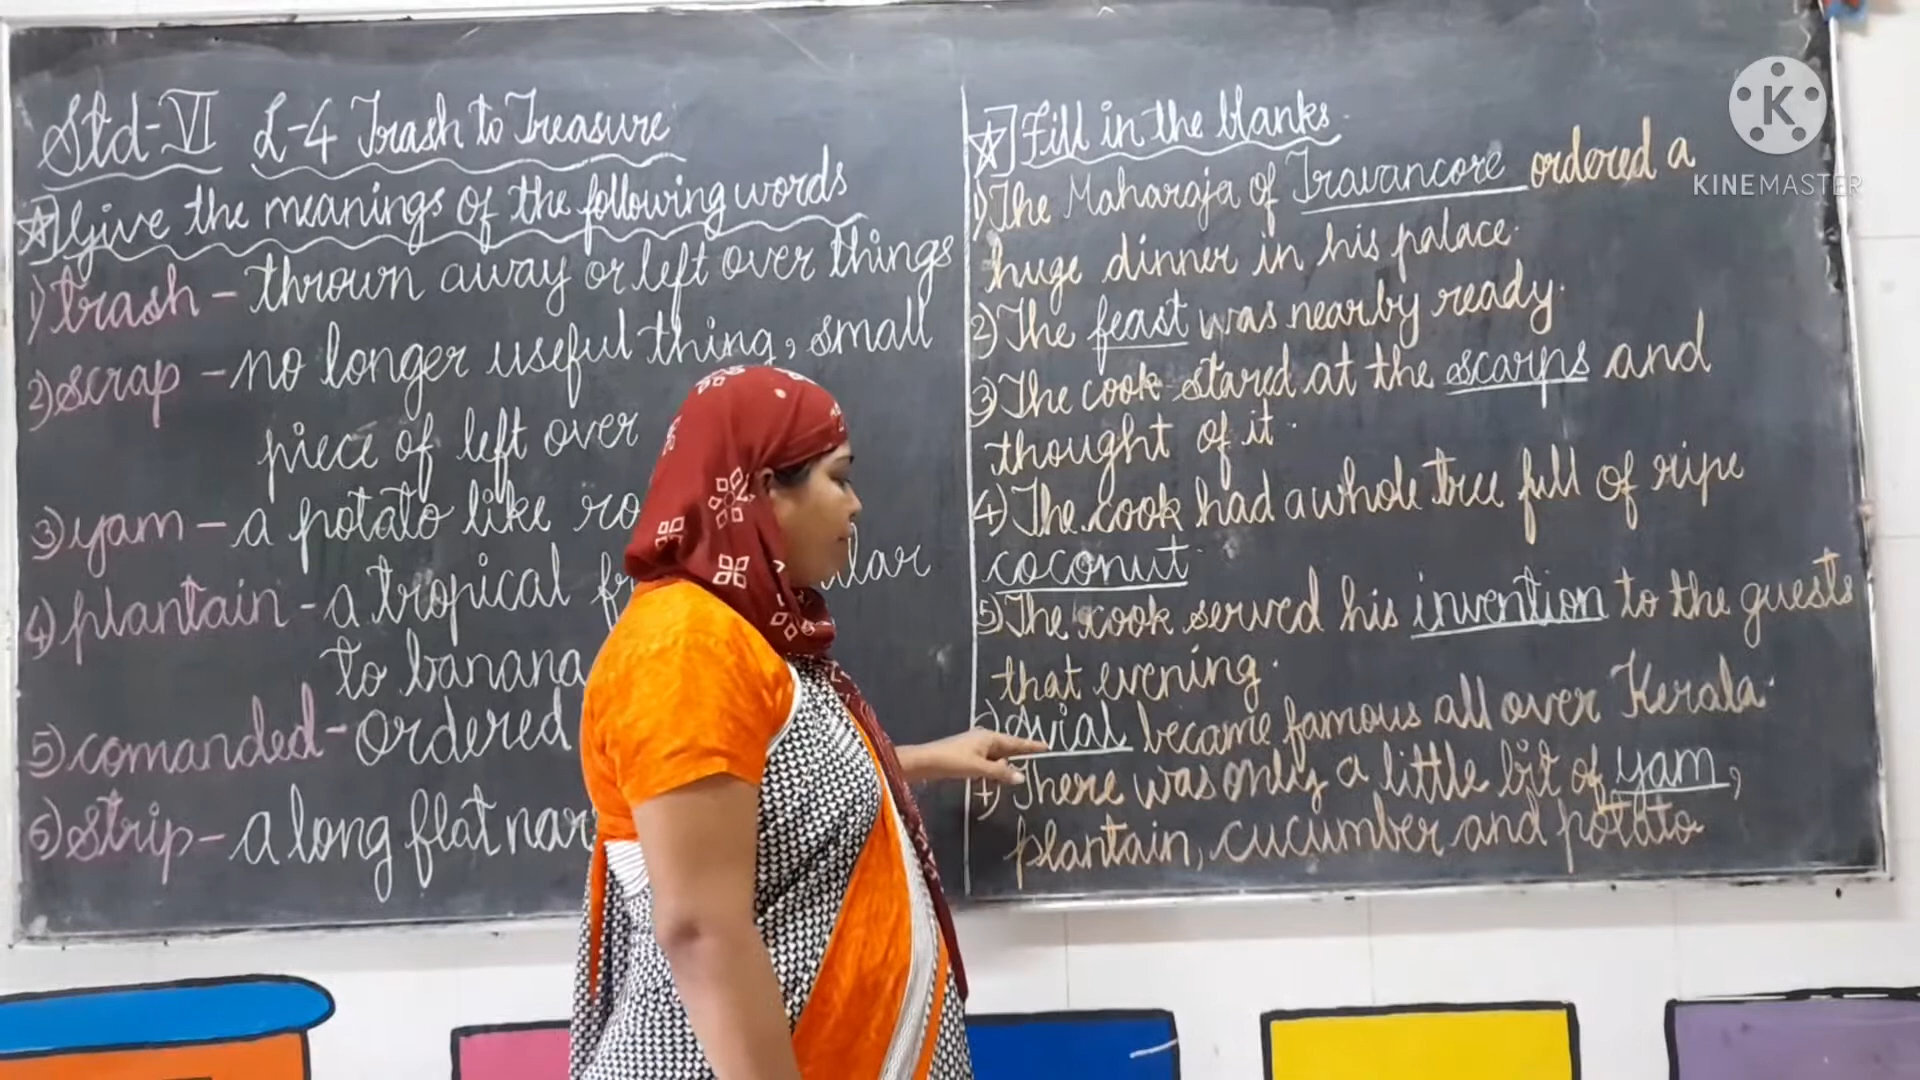 Std-VI L-4 Trash to Treasure
Give the meanings of the following words
1) trash - thrown away or left over things
2) scrap - no longer useful thing, small
piece of left over
3) yam - a potato like
4) plantain - a tropical
to banana
5) comanded - ordered
6) strip - a long flat
Fill in the blanks.
1) The Maharaja of Travancore ordered a
huge dinner in his palace.
2) The feast was nearby ready.
3) The cook stared at the scarps and
thought of it.
4) The cook had a whole tree full of ripe
coconut.
5) The cook served his invention to the guests
that evening.
avial became famous all over Kerala.
7) There was only a little bit of yam,
plantain, cucumber and potato
K
KINEMASTER